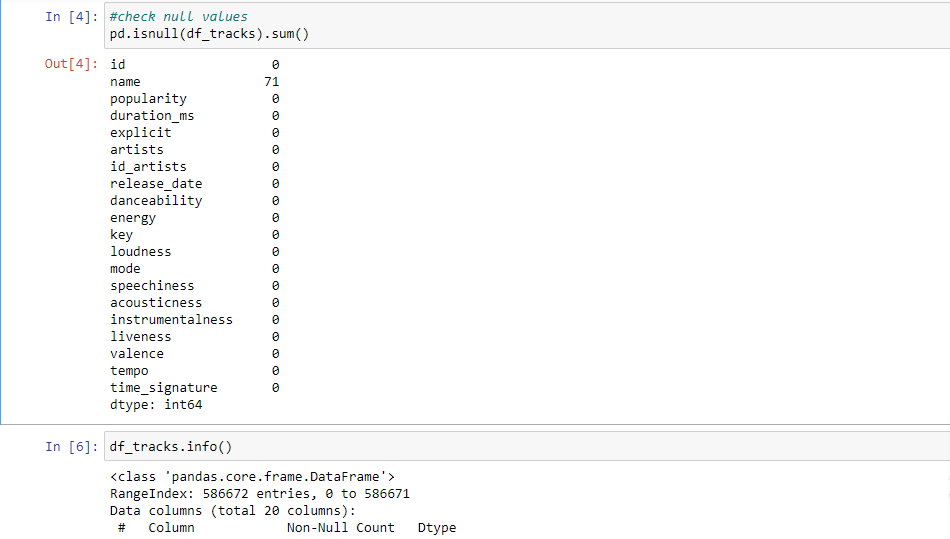 In [4]: #check null values
pd.isnull(df_tracks).sum()
Out[4]: id 0
name 71
popularity 0
duration_ms 0
explicit 0
artists 0
id_artists 0
release_date 0
danceability 0
energy 0
key 0
loudness 0
mode 0
speechiness 0
acousticness 0
instrumentalness 0
liveness 0
valence 0
tempo 0
time_signature 0
dtype: int64
In [6]: df_tracks.info()
<class 'pandas.core.frame.DataFrame'>
RangeIndex: 586672 entries, 0 to 586671
Data columns (total 20 columns):
# Column Non-Null Count Dtype